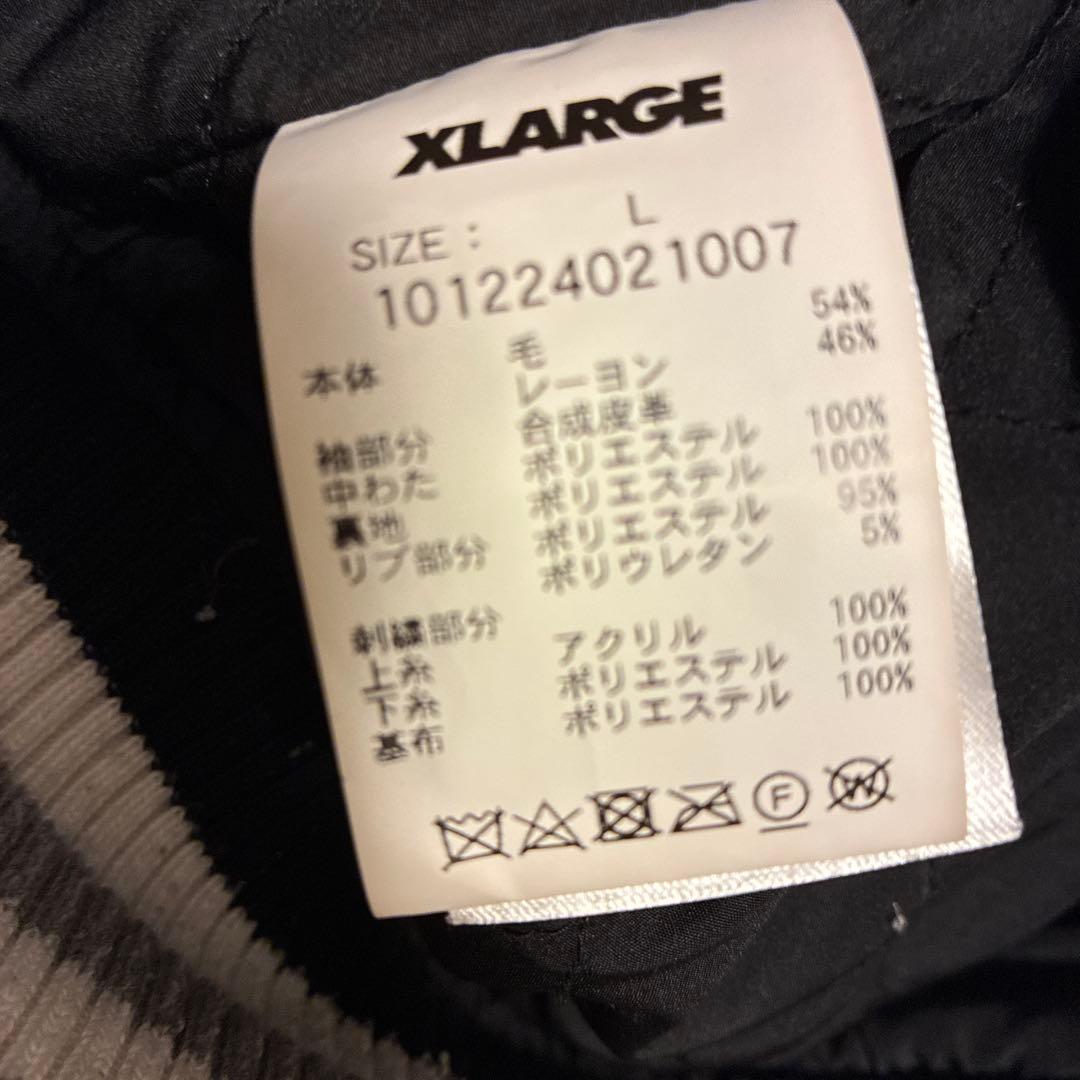 XLARGE
SIZE: L
101224021007
本体 毛 54%
レーヨン 46%
袖部分 合成皮革
中わた ポリエステル 100%
裏地 ポリエステル 100%
リブ部分 ポリエステル 95%
ポリウレタン 5%
刺繍部分
上糸 アクリル 100%
下糸 ポリエステル 100%
基布 ポリエステル 100%
F
W